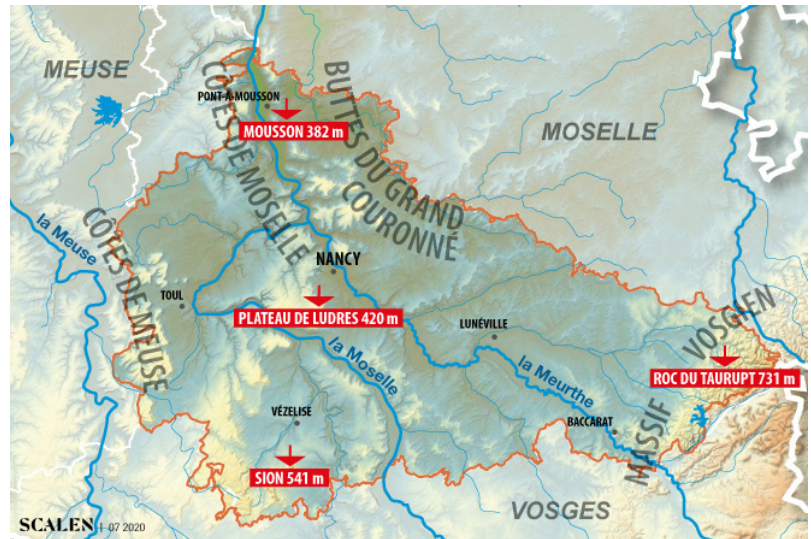 MEUSE
PONT-À-MOUSSON
MOUSSON 382 m
CÔTES DE MOSELLE
BUTTES DU GRAND
COURONNÉ
MOSELLE
la Meuse
CÔTES DE MEUSE
TOUL
NANCY
PLATEAU DE LUDRES 420 m
LUNÉVILLE
la Moselle
la Meurthe
MASSIF VOSGIEN
ROC DU TAURUPT 731 m
VÉZELISE
BACCARAT
SION 541 m
VOSGES
SCALEN | 07 2020